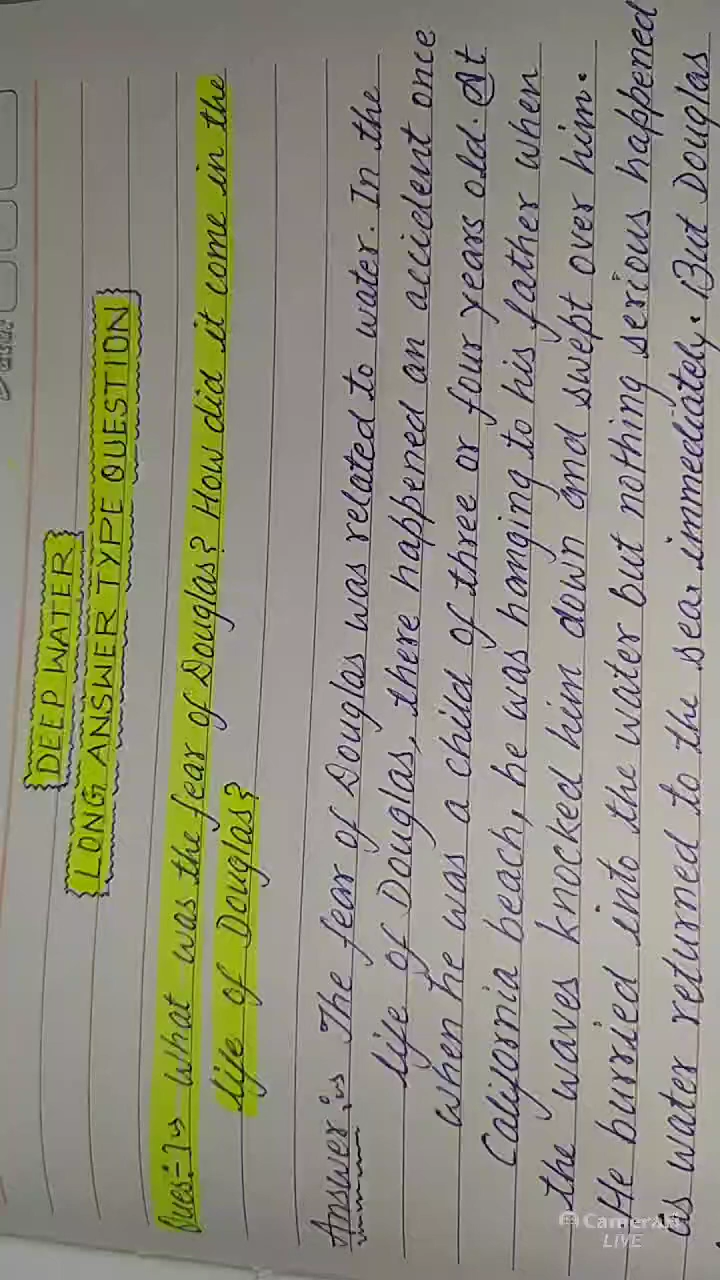 DEEP WATER
LONG ANSWER TYPE QUESTION
Ques:-1→ What was the fear of Douglas? How did it come in the
life of Douglas?
Answer:→ The fear of Douglas was related to water. In the
life of Douglas, there happened an accident once
when he was a child of three or four years old. At
California beach, he was hanging to his father when
the waves knocked him down and swept over him.
He burried into the water but nothing serious happened
as water returned to the sea immediately. But Douglas
Camera
LIVE